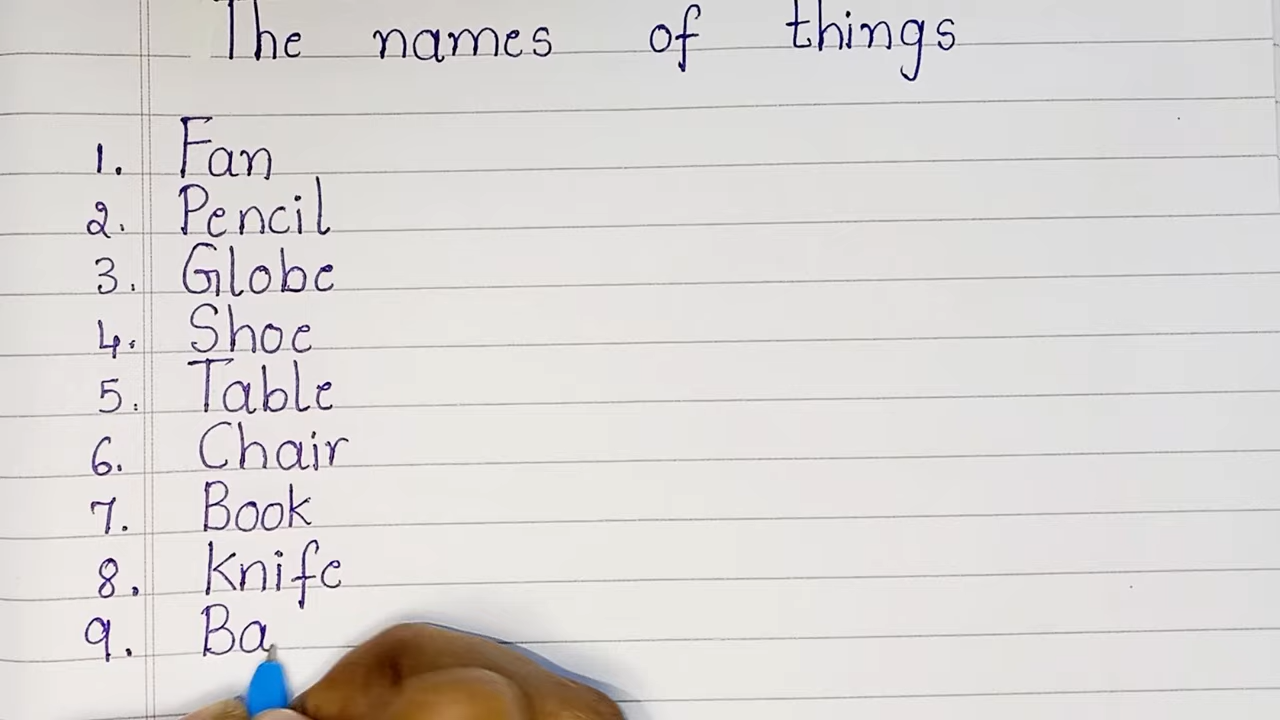 The names of things
1. Fan
2. Pencil
3. Globe
4. Shoe
5. Table
6. Chair
7. Book
8. Knife
9. Ba